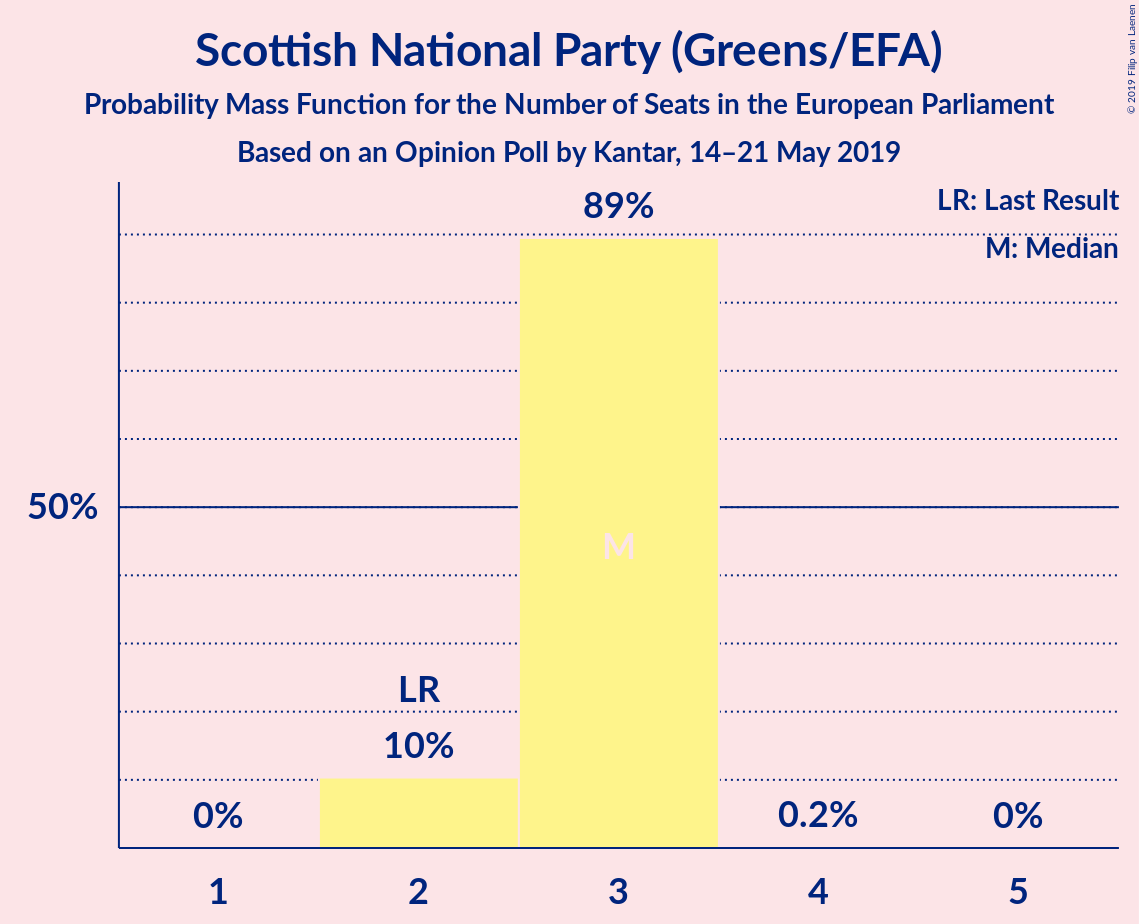 Scottish National Party (Greens/EFA)
Probability Mass Function for the Number of Seats in the European Parliament
Based on an Opinion Poll by Kantar, 14–21 May 2019
© 2019 Filip van Laenen
LR: Last Result
M: Median
89%
50%
M
LR
10%
0%
0.2%
0%
1 2 3 4 5